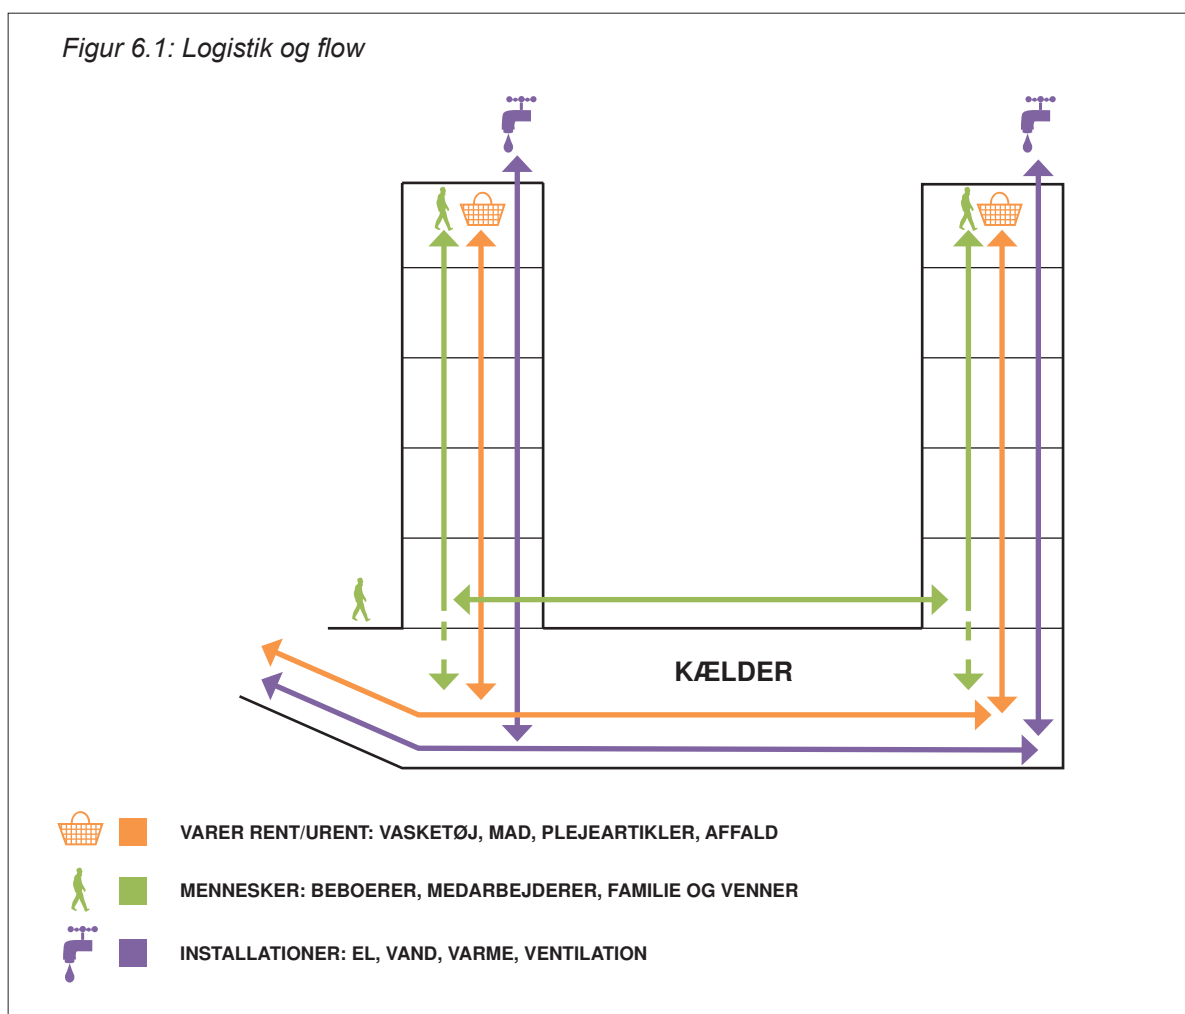 Figur 6.1: Logistik og flow
KÆLDER
VARER RENT/URENT: VASKETØJ, MAD, PLEJEARTIKLER, AFFALD
MENNESKER: BEBOERER, MEDARBEJDERER, FAMILIE OG VENNER
INSTALLATIONER: EL, VAND, VARME, VENTILATION